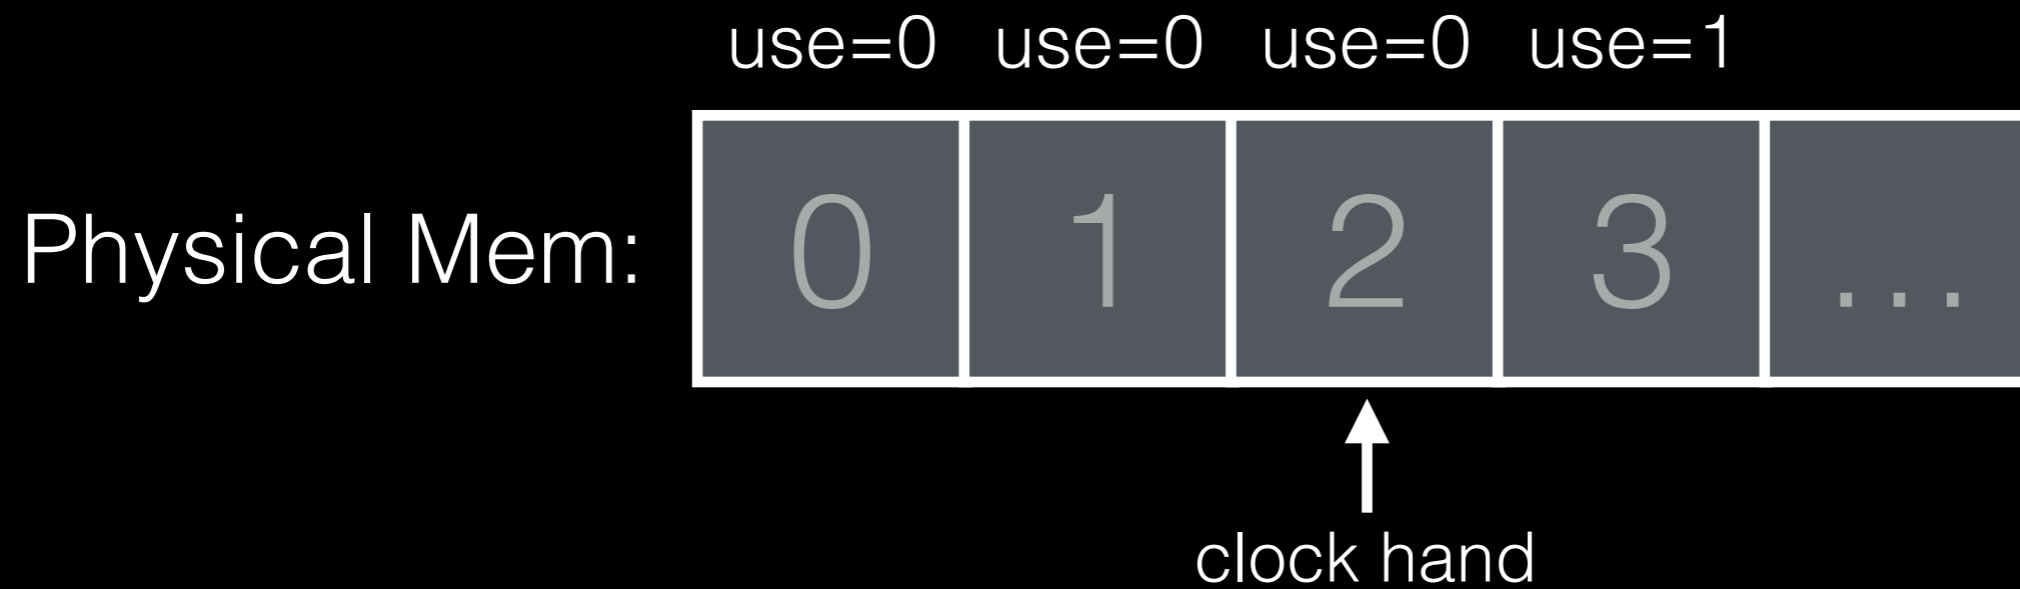 use=0 use=0 use=0 use=1
Physical Mem: 0 1 2 3 ...
clock hand